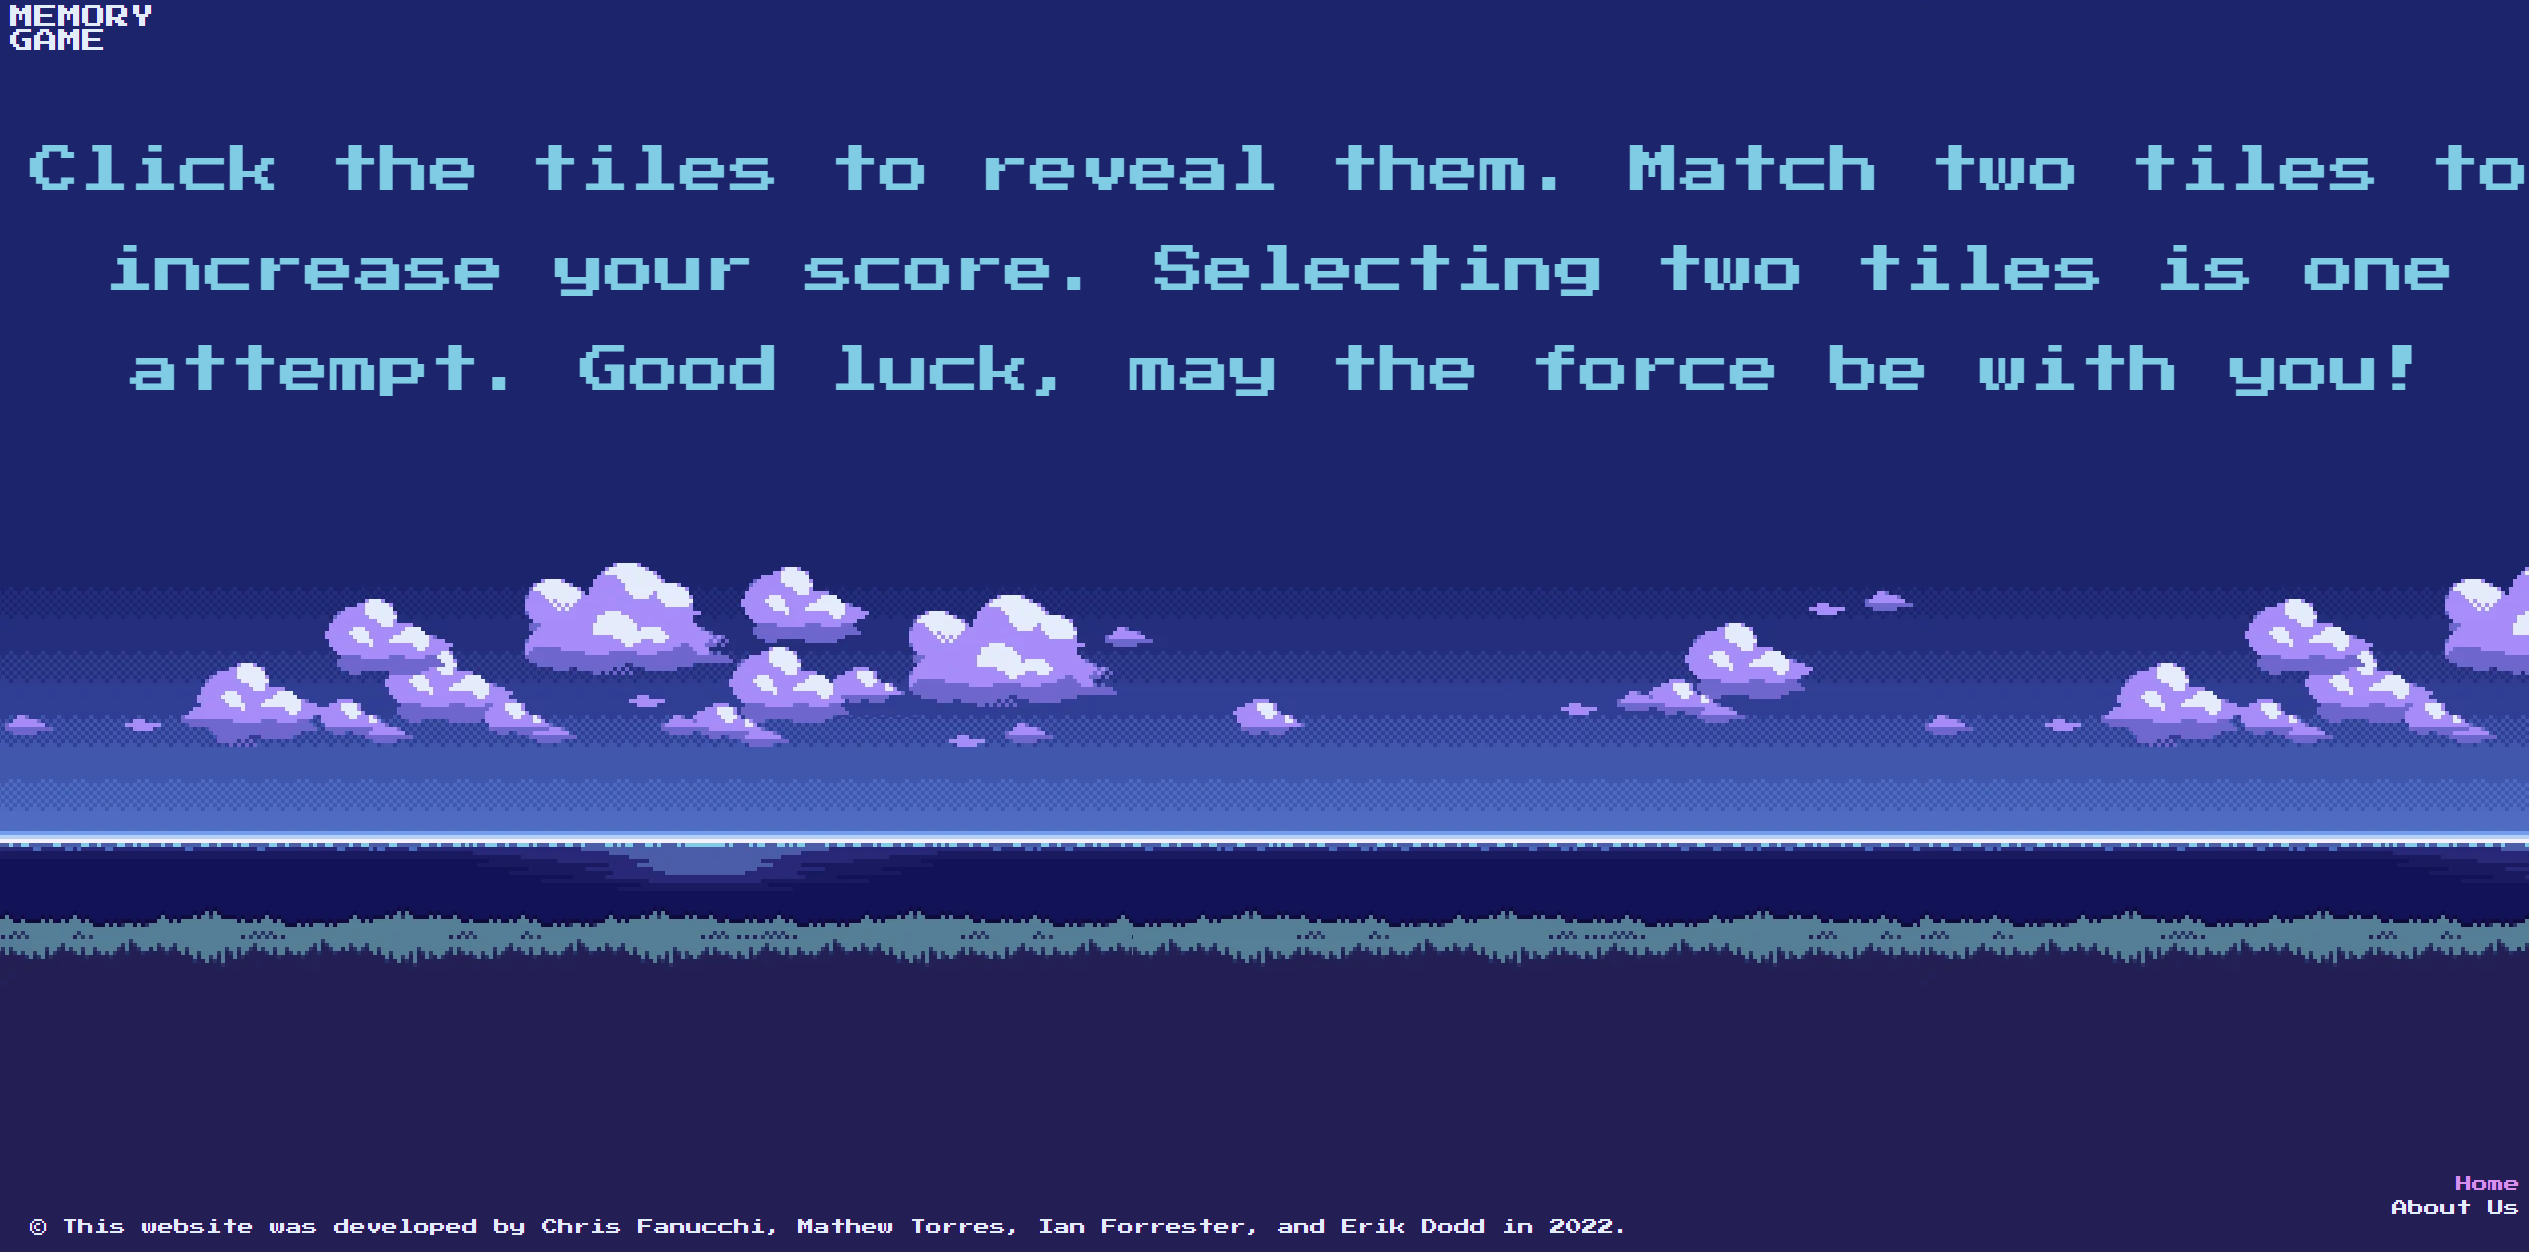 MEMORY
GAME
Click the tiles to reveal them. Match two tiles to
increase your score. Selecting two tiles is one
attempt. Good luck, may the force be with you!
Home
About Us
© This website was developed by Chris Fanucchi, Mathew Torres, Ian Forrester, and Erik Dodd in 2022.